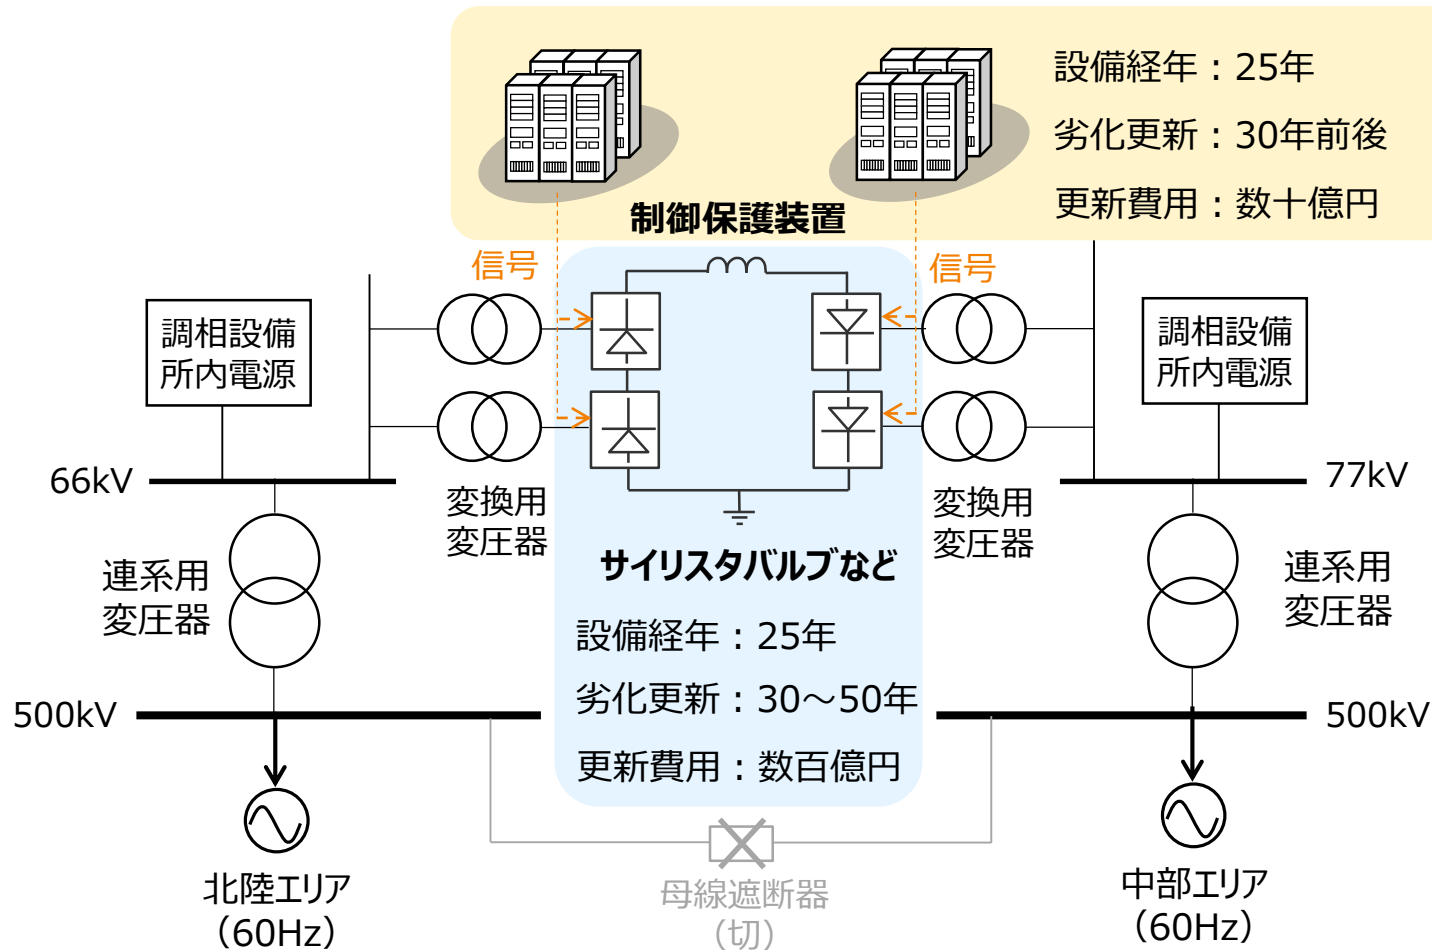 設備経年：25年
劣化更新：30年前後
更新費用：数十億円
制御保護装置
信号
信号
調相設備
所内電源
調相設備
所内電源
66kV
77kV
変換用
変圧器
変換用
変圧器
サイリスタバルブなど
連系用
変圧器
連系用
変圧器
設備経年：25年
劣化更新：30～50年
更新費用：数百億円
500kV
500kV
北陸エリア
（60Hz）
母線遮断器
（切）
中部エリア
（60Hz）